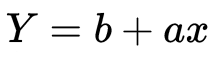 Y = b + ax